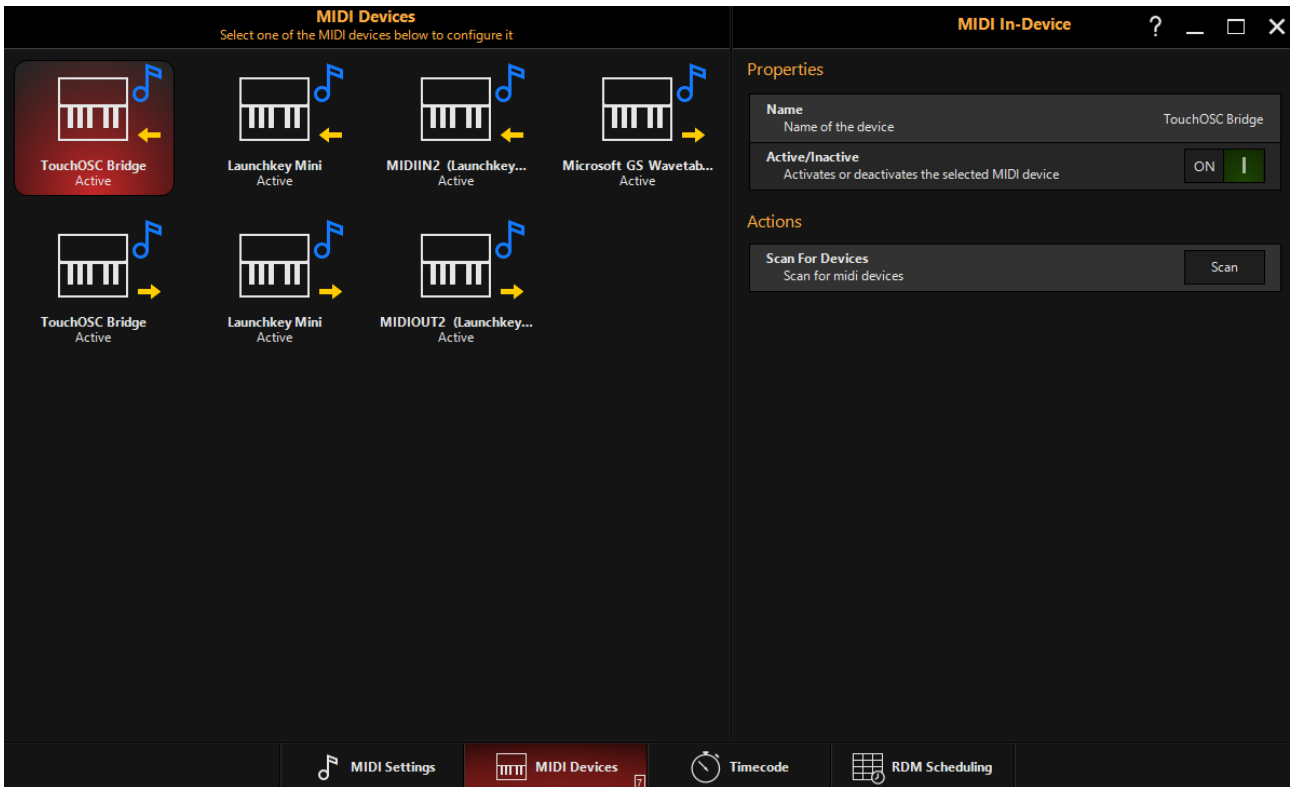 MIDI Devices
Select one of the MIDI devices below to configure it
MIDI In-Device
?
TouchOSC Bridge
Active
Launchkey Mini
Active
MIDIIN2 (Launchkey...
Active
Microsoft GS Wavetab...
Active
TouchOSC Bridge
Active
Launchkey Mini
Active
MIDIOUT2 (Launchkey...
Active
Properties
Name
Name of the device
TouchOSC Bridge
Active/Inactive
Activates or deactivates the selected MIDI device
ON
Actions
Scan For Devices
Scan for midi devices
Scan
MIDI Settings
MIDI Devices
7
Timecode
RDM Scheduling